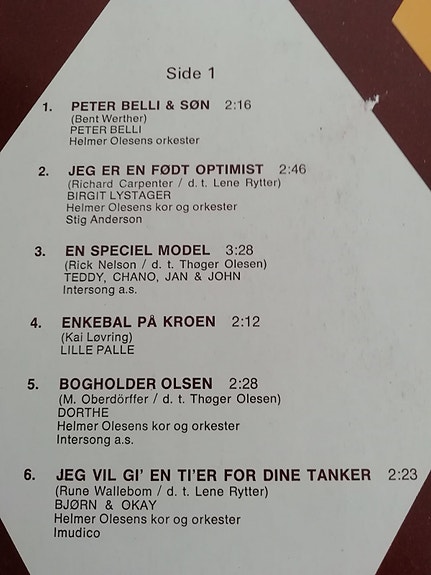 Side 1
1. PETER BELLI & SØN 2:16
(Bent Werther)
PETER BELLI
Helmer Olesens orkester
2. JEG ER EN FØDT OPTIMIST 2:46
(Richard Carpenter / d. t. Lene Rytter)
BIRGIT LYSTAGER
Helmer Olesens kor og orkester
Stig Anderson
3. EN SPECIEL MODEL 3:28
(Rick Nelson / d. t. Thøger Olesen)
TEDDY, CHANO, JAN & JOHN
Intersong a.s.
4. ENKEBAL PÅ KROEN 2:12
(Kai Løvring)
LILLE PALLE
5. BOGHOLDER OLSEN 2:28
(M. Oberdörffer / d. t. Thøger Olesen)
DORTHE
Helmer Olesens kor og orkester
Intersong a.s.
6. JEG VIL GI' EN TI'ER FOR DINE TANKER 2:23
(Rune Wallebom / d. t. Lene Rytter)
BJØRN & OKAY
Helmer Olesens kor og orkester
Imudico